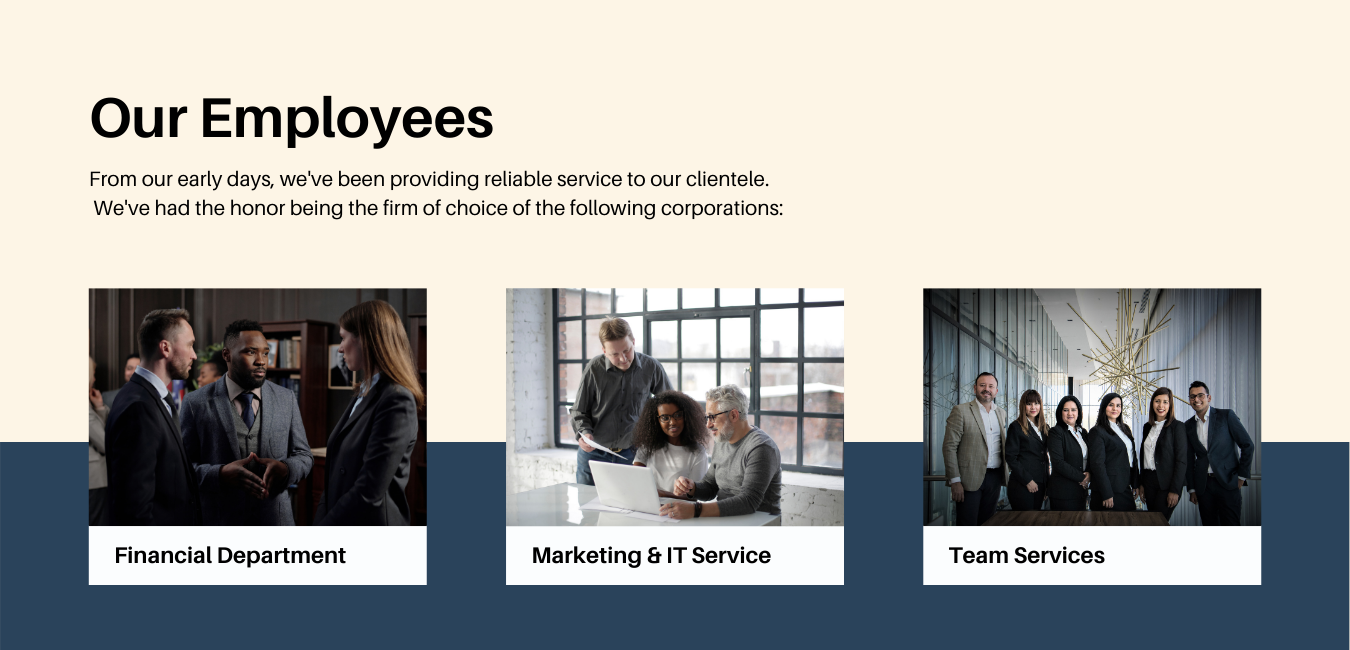 Our Employees
From our early days, we've been providing reliable service to our clientele.
We've had the honor being the firm of choice of the following corporations:
Financial Department
Marketing & IT Service
Team Services